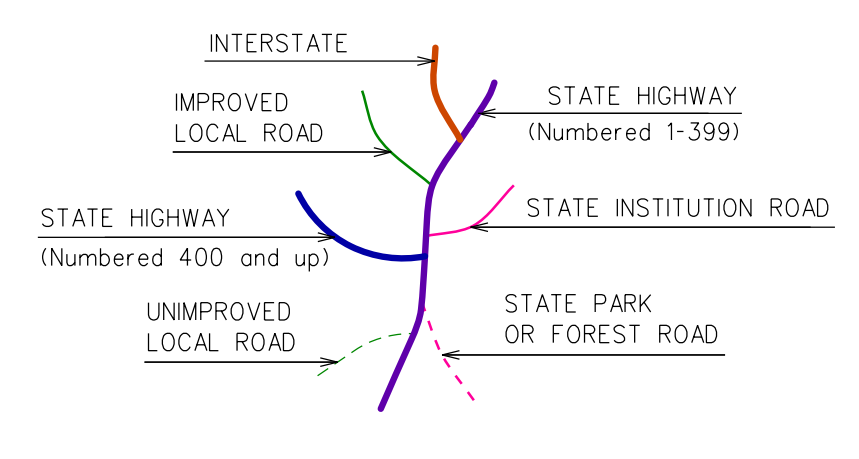 INTERSTATE
IMPROVED
LOCAL ROAD
STATE HIGHWAY
(Numbered 1-399)
STATE HIGHWAY
(Numbered 400 and up)
STATE INSTITUTION ROAD
UNIMPROVED
LOCAL ROAD
STATE PARK
OR FOREST ROAD